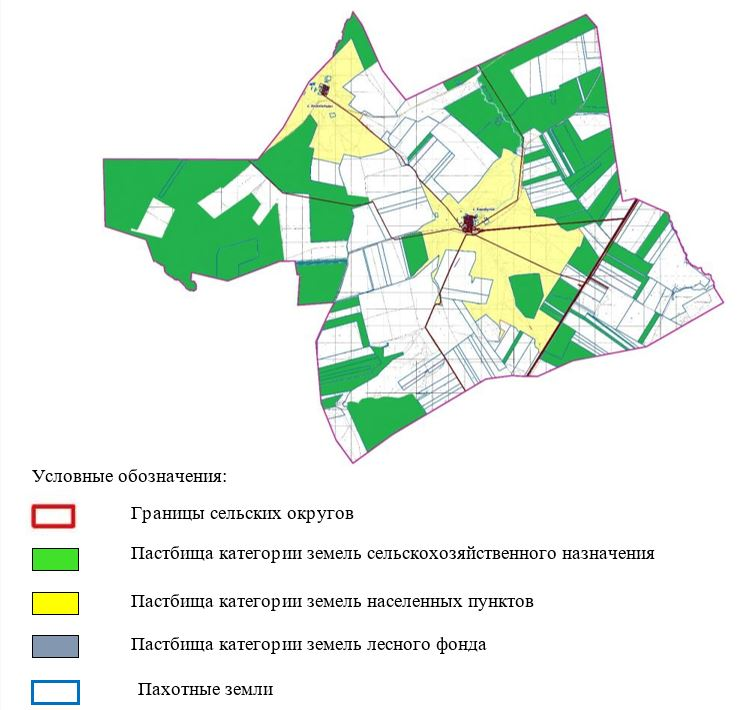 Условные обозначения:
Границы сельских округов
Пастбища категории земель сельскохозяйственного назначения
Пастбища категории земель населенных пунктов
Пастбища категории земель лесного фонда
Пахотные земли